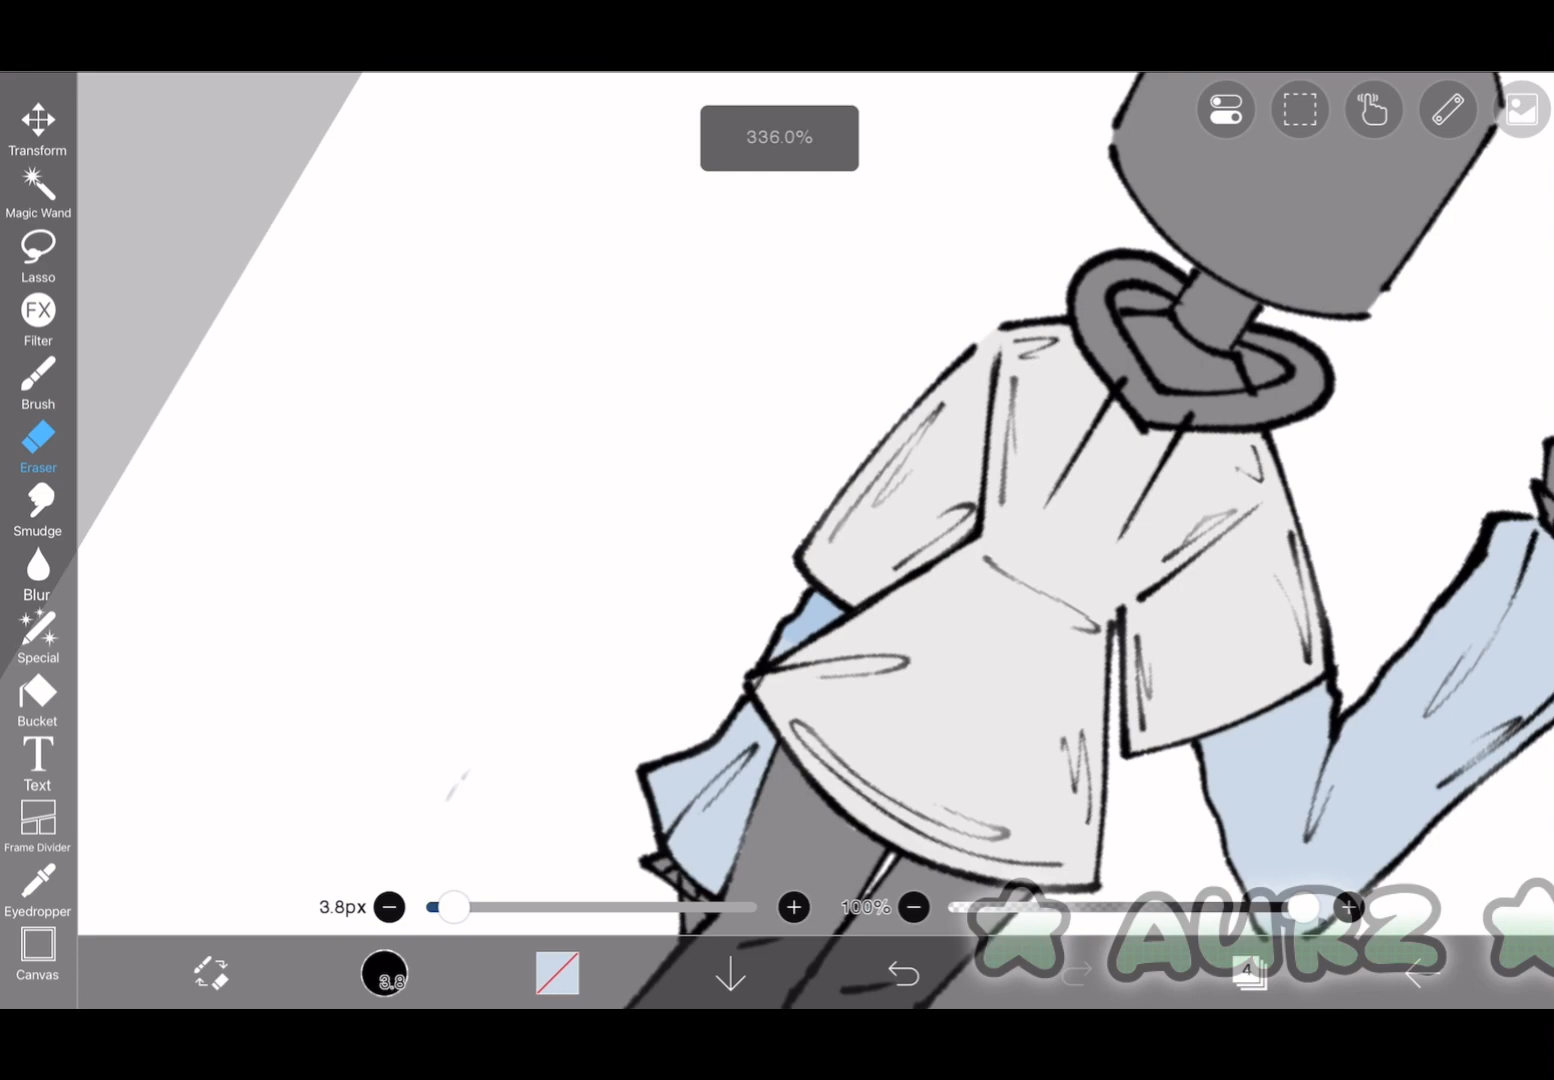 336.0%
Transform
Magic Wand
Lasso
FX
Filter
Brush
Eraser
Smudge
Blur
Special
Bucket
T
Text
Frame Divider
Eyedropper
Canvas
3.8px
100%
3.8
4
AURZ